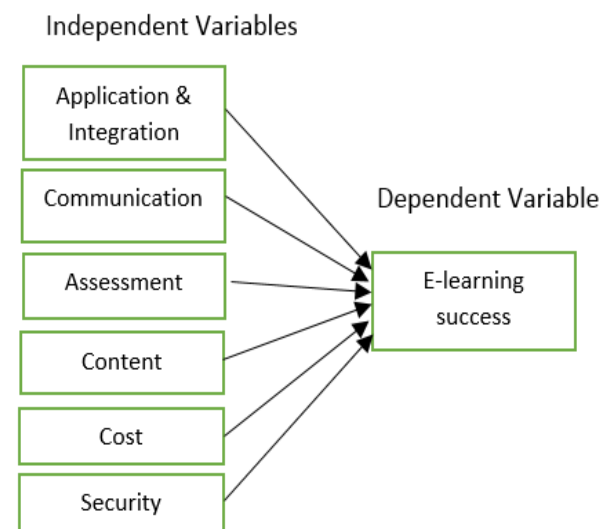 Independent Variables
Application &
Integration
Communication
Assessment
Content
Cost
Security
Dependent Variable
E-learning
success